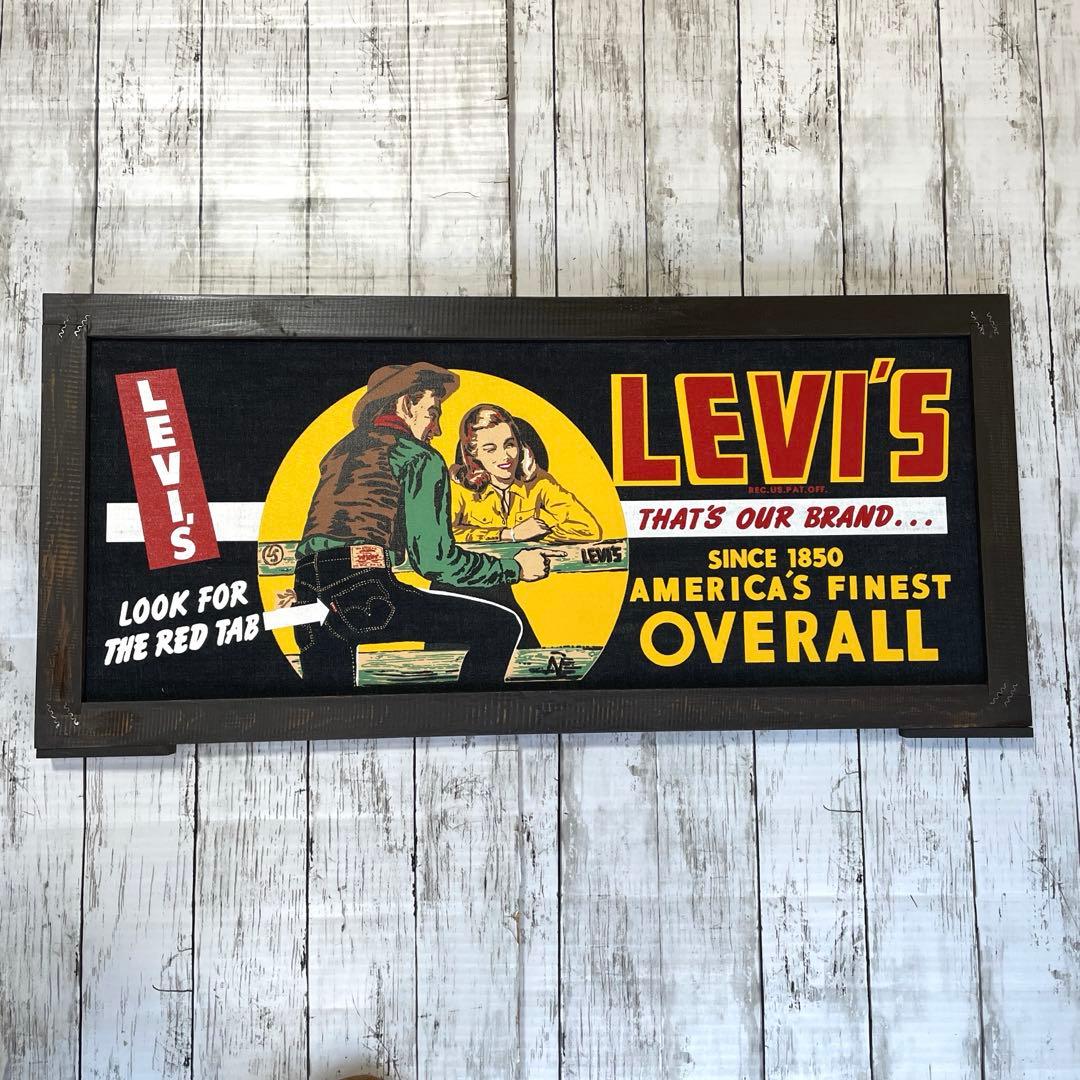 LEVI'S
LOOK FOR
THE RED TAB
LEVI'S
LEVI'S
REG.US.PAT.OFF.
THAT'S OUR BRAND...
SINCE 1850
AMERICA'S FINEST
OVERALL